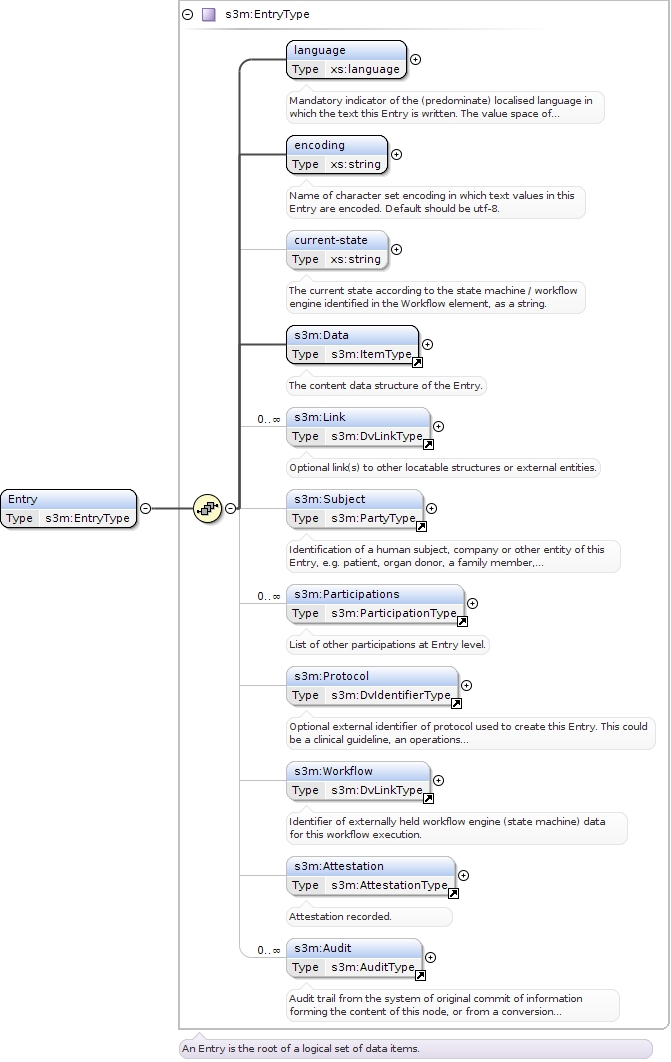 s3m:EntryType
language
Type xs:language
Mandatory indicator of the (predominate) localised language in
which the text this Entry is written. The value space of...
encoding
Type xs:string
Name of character set encoding in which text values in this
Entry are encoded. Default should be utf-8.
current-state
Type xs:string
The current state according to the state machine / workflow
engine identified in the Workflow element, as a string.
s3m:Data
Type s3m:ItemType
The content data structure of the Entry.
0..∞
s3m:Link
Type s3m:DvLinkType
Optional link(s) to other locatable structures or external entities.
Entry
Type s3m:EntryType
s3m:Subject
Type s3m:PartyType
Identification of a human subject, company or other entity of this
Entry, e.g. patient, organ donor, a family member,...
0..∞
s3m:Participations
Type s3m:ParticipationType
List of other participations at Entry level.
s3m:Protocol
Type s3m:DvIdentifierType
Optional external identifier of protocol used to create this Entry. This could
be a clinical guideline, an operations...
s3m:Workflow
Type s3m:DvLinkType
Identifier of externally held workflow engine (state machine) data
for this workflow execution.
s3m:Attestation
Type s3m:AttestationType
Attestation recorded.
0..∞
s3m:Audit
Type s3m:AuditType
Audit trail from the system of original commit of information
forming the content of this node, or from a conversion...
An Entry is the root of a logical set of data items.